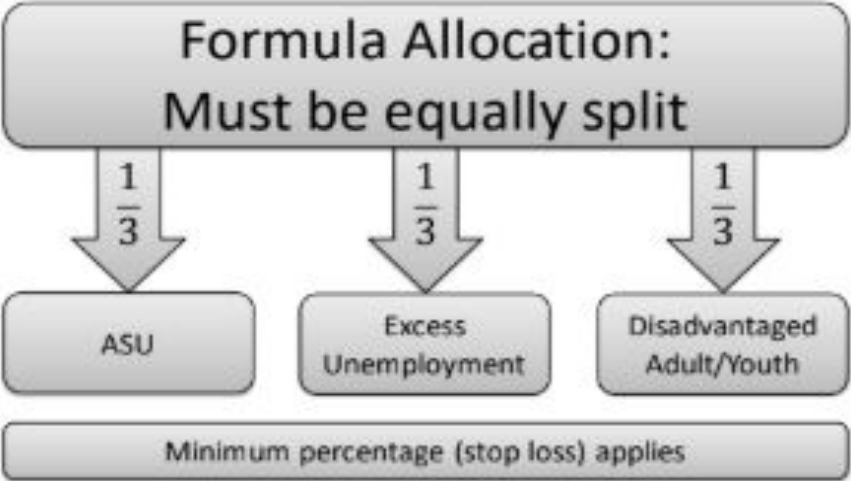 Formula Allocation:
Must be equally split
1/3
1/3
1/3
ASU
Excess
Unemployment
Disadvantaged
Adult/Youth
Minimum percentage (stop loss) applies